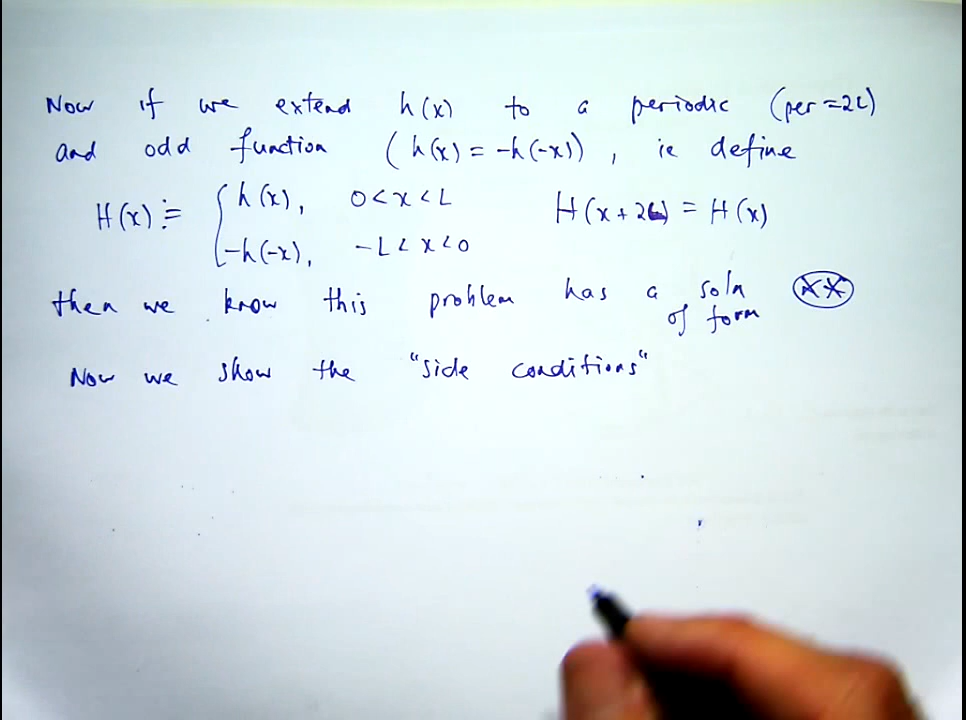 Now if we extend h(x) to a periodic (per = 2L)
and odd function (h(x) = -h(-x)), ie define
H(x) := { h(x), 0 < x < L H(x + 2L) = H(x)
-h(-x), -L < x < 0
then we know this problem has a soln (**)
of form
Now we show the "side conditions"